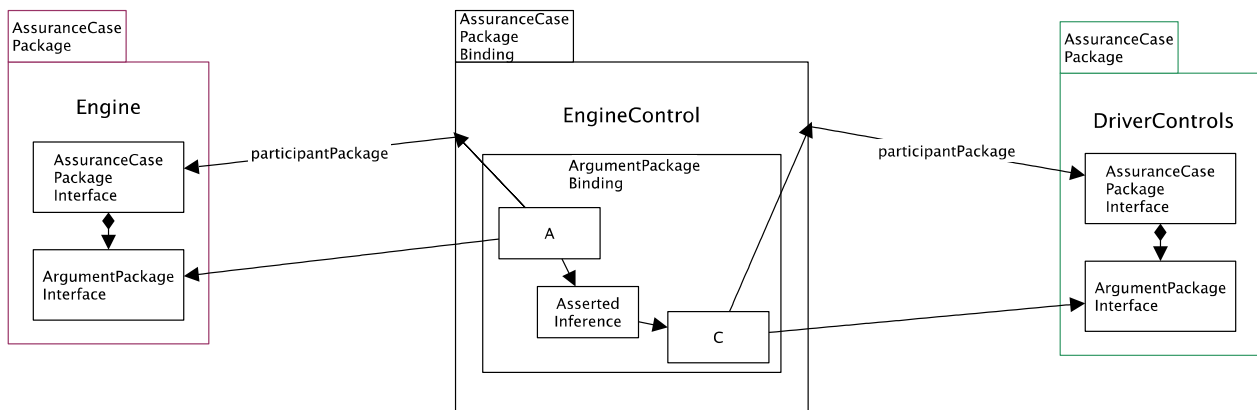 AssuranceCase
Package
Engine
AssuranceCase
Package
Interface
ArgumentPackage
Interface
participantPackage
AssuranceCase
Package
Binding
EngineControl
ArgumentPackage
Binding
A
Asserted
Inference
C
participantPackage
AssuranceCase
Package
DriverControls
AssuranceCase
Package
Interface
ArgumentPackage
Interface